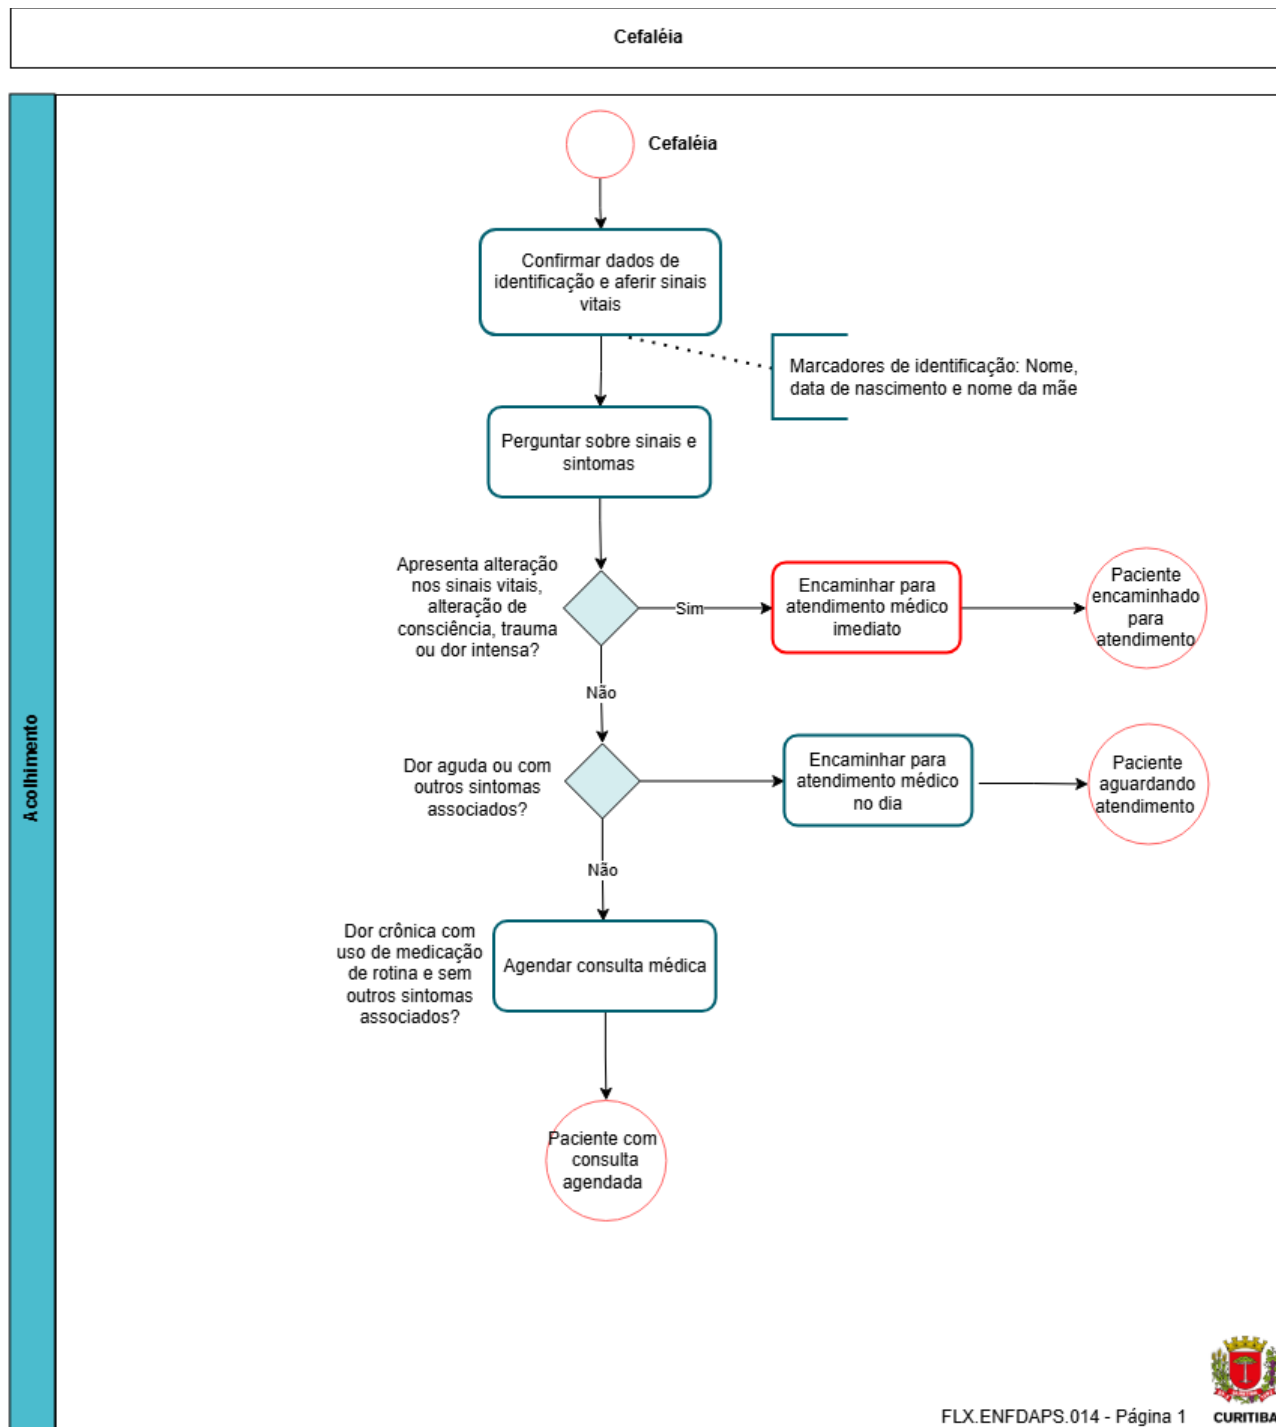 Cefaléia
Cefaléia
Confirmar dados de
identificação e aferir sinais
vitais
Marcadores de identificação: Nome,
data de nascimento e nome da mãe
Perguntar sobre sinais e
sintomas
Apresenta alteração
nos sinais vitais,
alteração de
consciência, trauma
ou dor intensa?
Sim
Encaminhar para
atendimento médico
imediato
Paciente
encaminhado
para
atendimento
Não
Dor aguda ou com
outros sintomas
associados?
Encaminhar para
atendimento médico
no dia
Paciente
aguardando
atendimento
Não
Dor crônica com
uso de medicação
de rotina e sem
outros sintomas
associados?
Agendar consulta médica
Paciente com
consulta
agendada
Acolhimento
FLX.ENFDAPS.014 - Página 1
CURITIBA